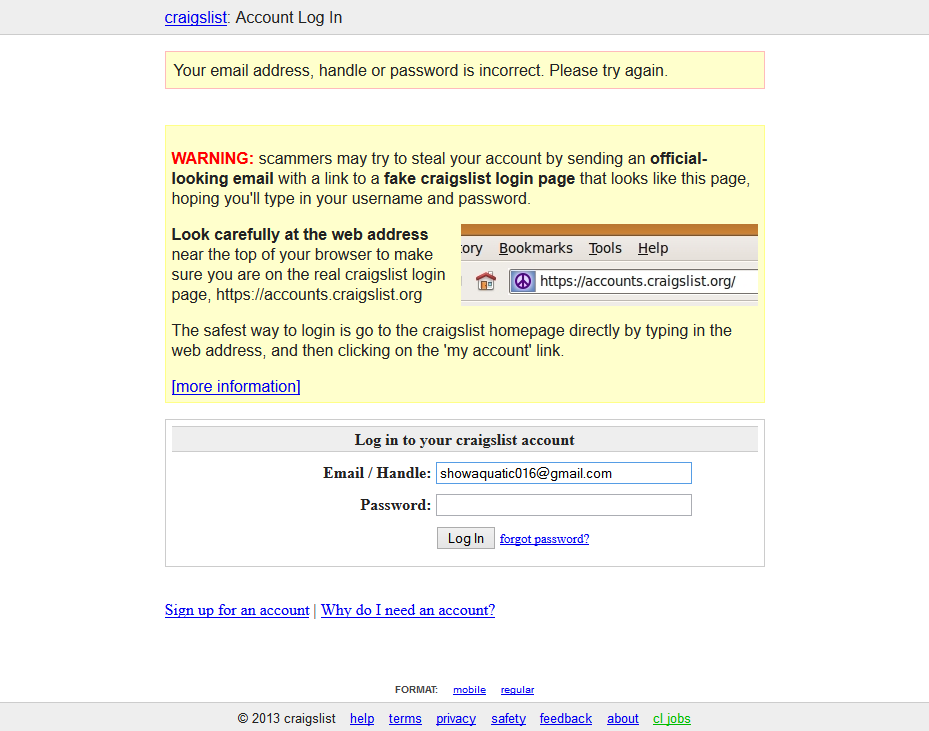 craigslist: Account Log In
Your email address, handle or password is incorrect. Please try again.
WARNING: scammers may try to steal your account by sending an official-
looking email with a link to a fake craigslist login page that looks like this page,
hoping you'll type in your username and password.
Look carefully at the web address
near the top of your browser to make
sure you are on the real craigslist login
page, https://accounts.craigslist.org
ory Bookmarks Tools Help
https://accounts.craigslist.org/
The safest way to login is go to the craigslist homepage directly by typing in the
web address, and then clicking on the 'my account' link.
[more information]
Log in to your craigslist account
Email / Handle: showaquatic016@gmail.com
Password:
Log In forgot password?
Sign up for an account | Why do I need an account?
FORMAT: mobile regular
© 2013 craigslist help terms privacy safety feedback about cl jobs